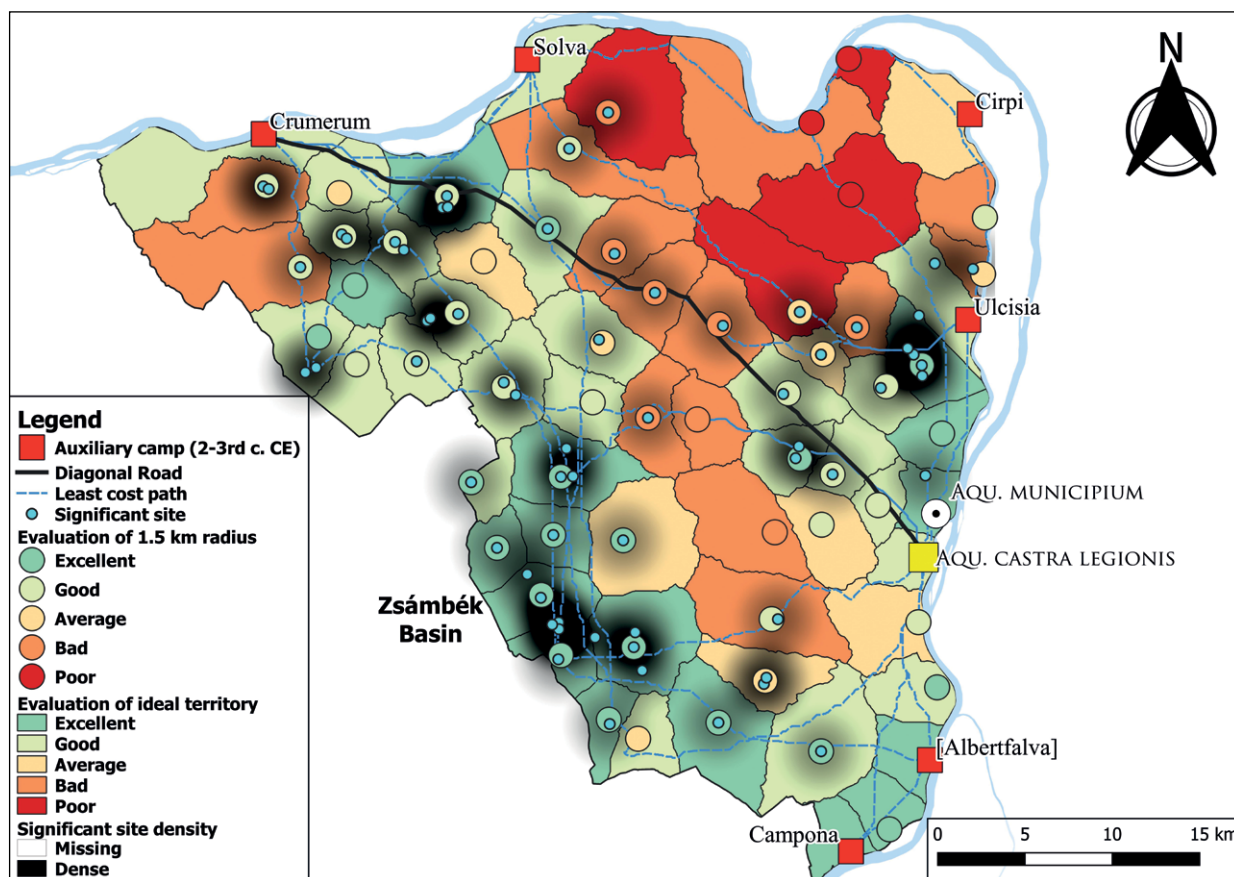 Solva
N
Cirpi
Crumerum
Ulcisia
Legend
Auxiliary camp (2-3rd c. CE)
Diagonal Road
Least cost path
Significant site
Evaluation of 1.5 km radius
Excellent
Good
Average
Bad
Poor
Evaluation of ideal territory
Excellent
Good
Average
Bad
Poor
Significant site density
Missing
Dense
AQU. MUNICIPIUM
AQU. CASTRA LEGIONIS
Zsámbék
Basin
[Albertfalva]
Campona
0 5 10 15 km